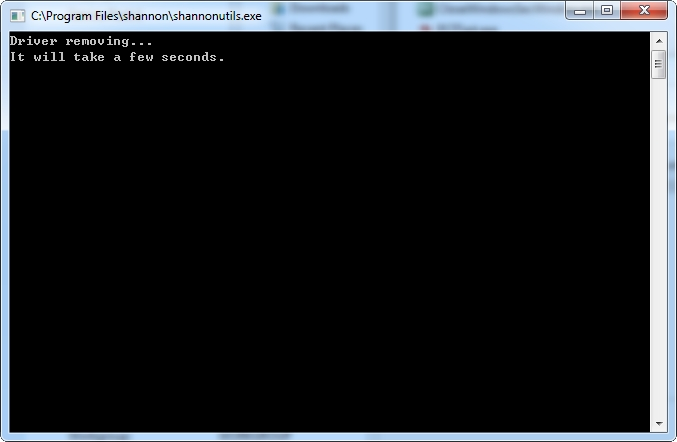 C:\Program Files\shannon\shannonutils.exe
Driver removing...
It will take a few seconds.